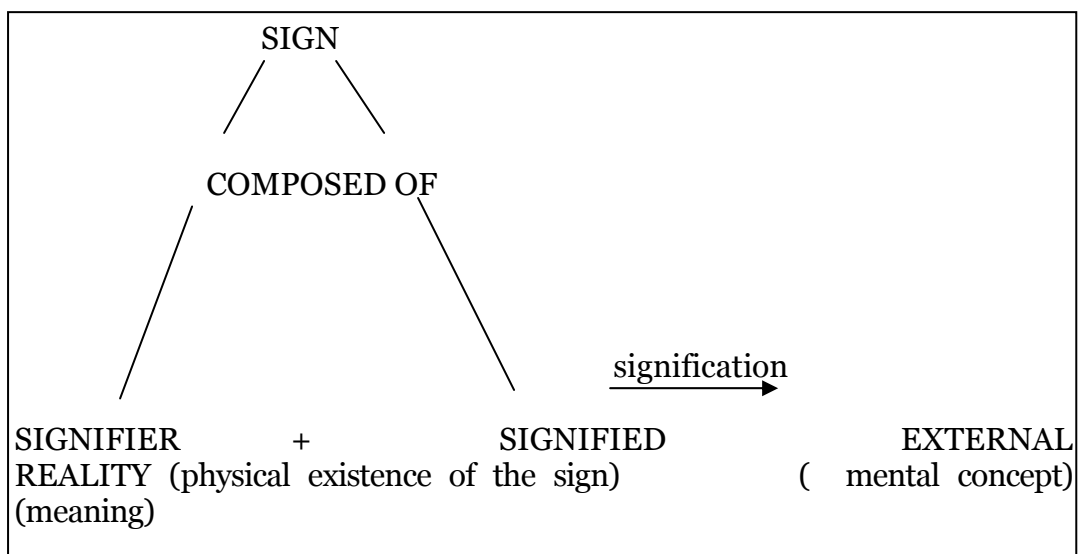 SIGN
COMPOSED OF
signification
SIGNIFIER + SIGNIFIED EXTERNAL
REALITY (physical existence of the sign) ( mental concept)
(meaning)